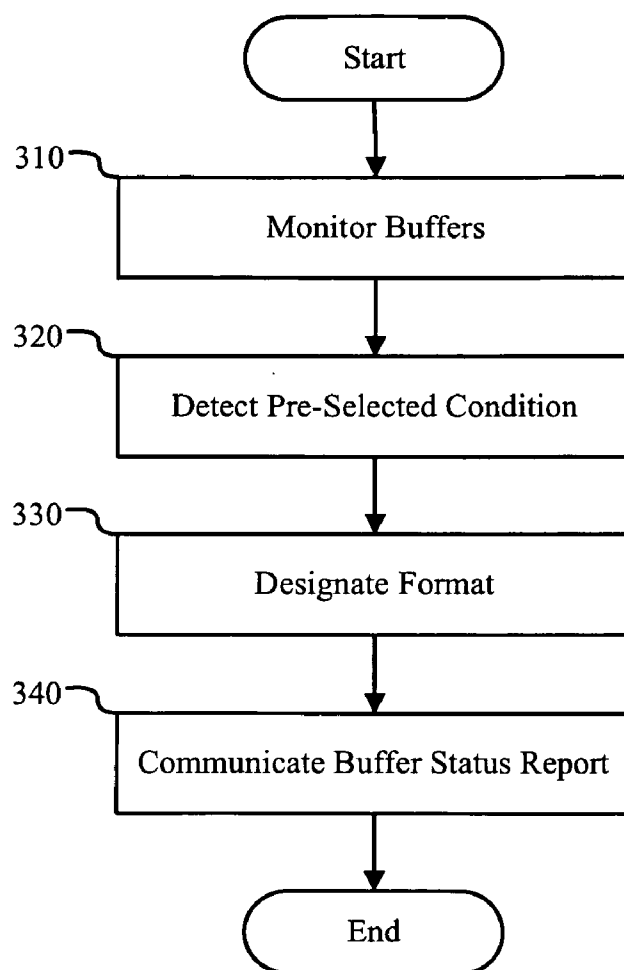 Start
310
Monitor Buffers
320
Detect Pre-Selected Condition
330
Designate Format
340
Communicate Buffer Status Report
End